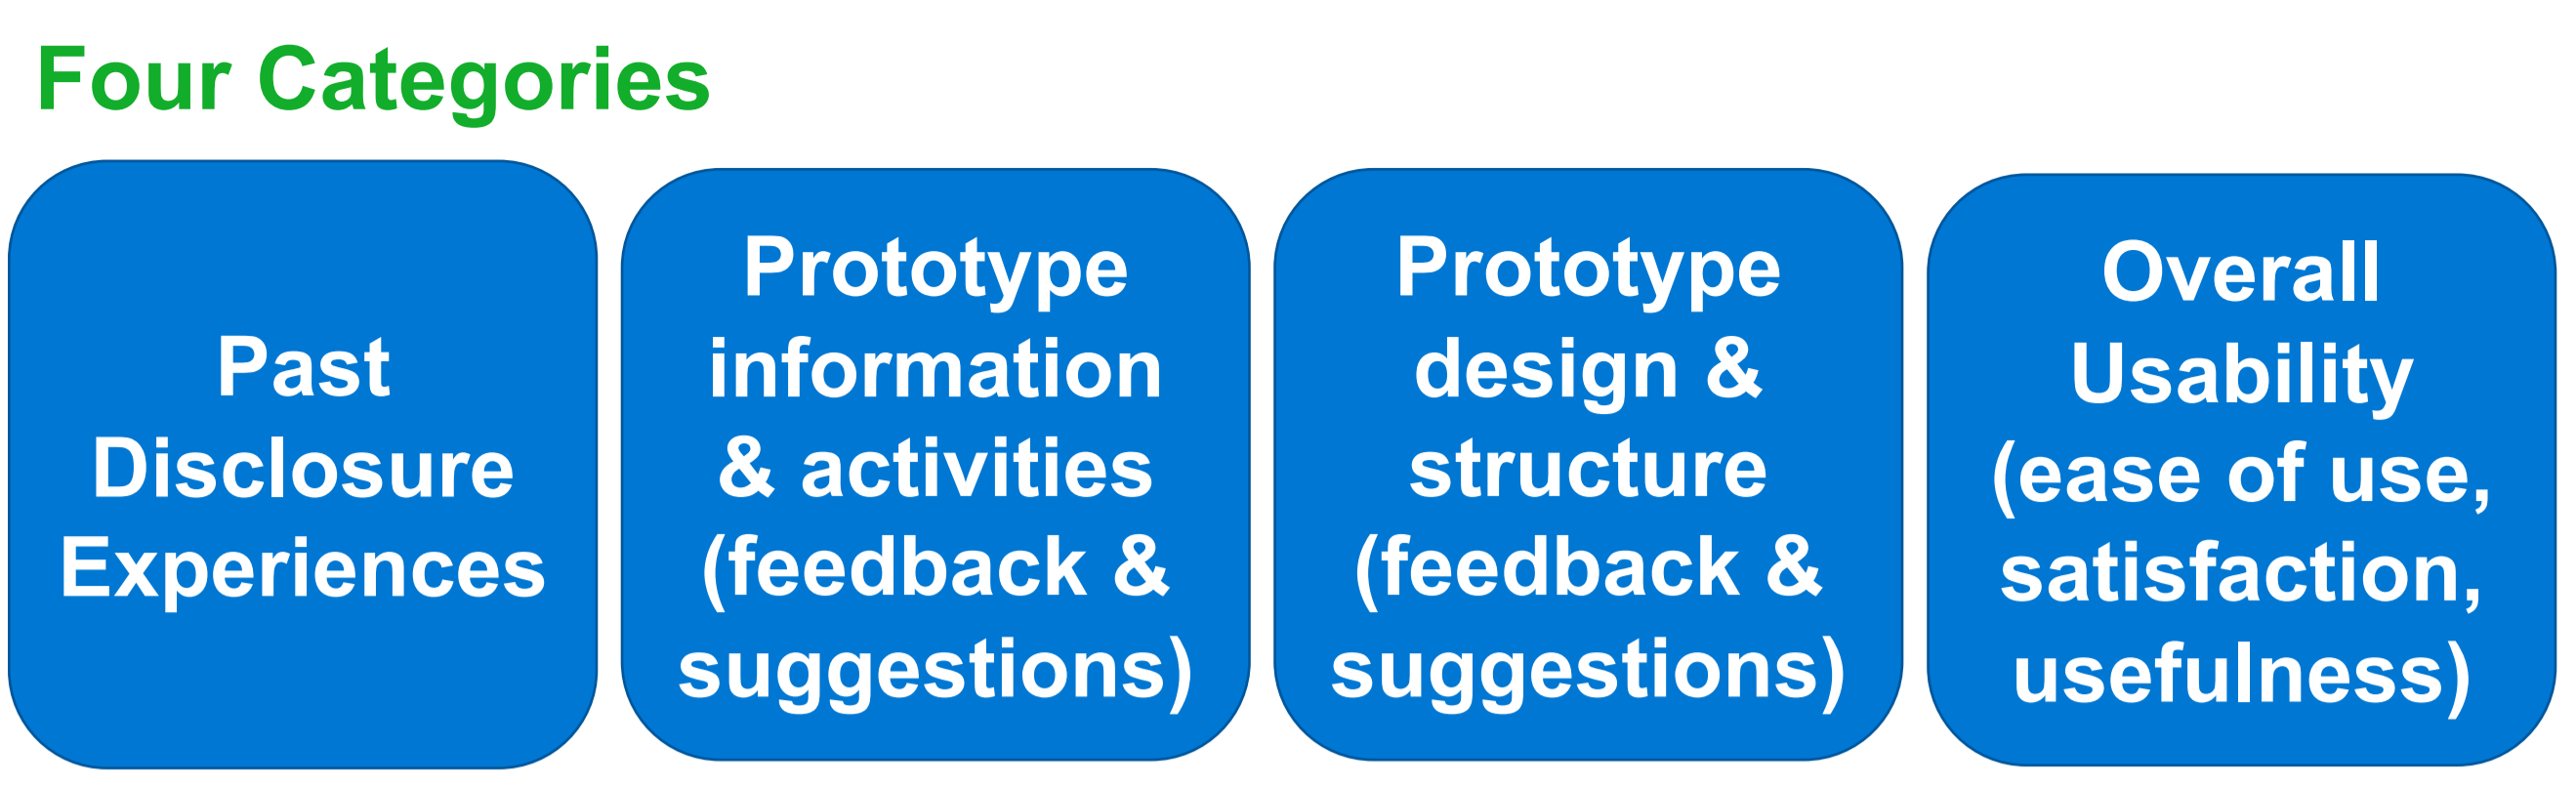 Four Categories
Past
Disclosure
Experiences
Prototype
information
& activities
(feedback &
suggestions)
Prototype
design &
structure
(feedback &
suggestions)
Overall
Usability
(ease of use,
satisfaction,
usefulness)